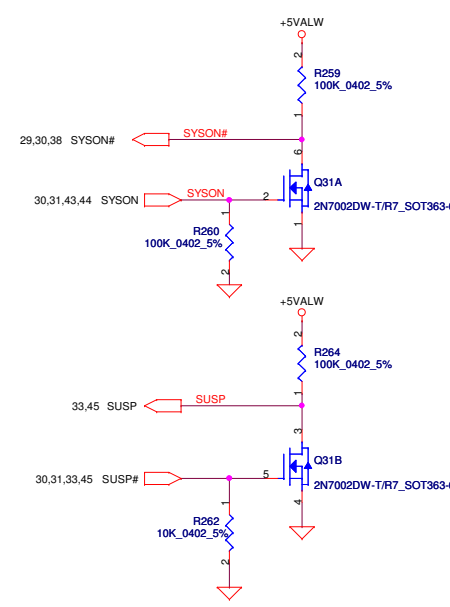 +5VALW
2
R259
100K_0402_5%
1
29,30,38 SYSON#
SYSON#
6
Q31A
30,31,43,44 SYSON
SYSON
2
2N7002DW-T/R7_SOT363-6
1
1
R260
100K_0402_5%
2
+5VALW
2
R264
100K_0402_5%
1
33,45 SUSP
SUSP
3
Q31B
30,31,33,45 SUSP#
5
2N7002DW-T/R7_SOT363-6
4
1
R262
10K_0402_5%
2